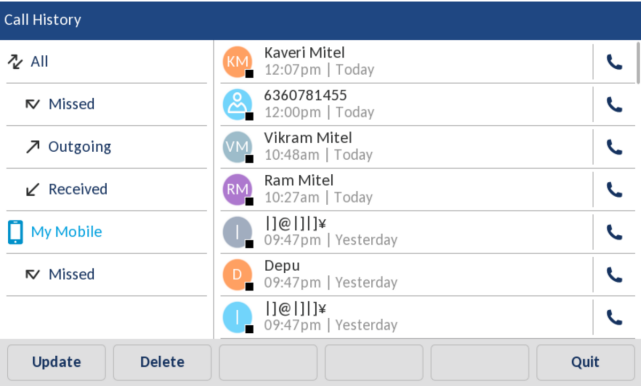 Call History
All
Missed
Outgoing
Received
My Mobile
Missed
KM
Kaveri Mitel
12:07pm | Today
6360781455
12:00pm | Today
VM
Vikram Mitel
10:48am | Today
RM
Ram Mitel
10:27am | Today
|
|]@|]|]¥
09:47pm | Yesterday
D
Depu
09:47pm | Yesterday
|
|]@|]|]¥
09:47pm | Yesterday
Update
Delete
Quit